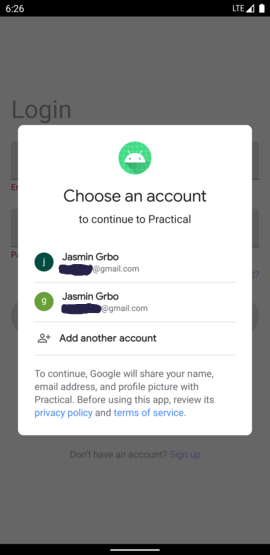 6:26
LTE
Login
Choose an account
to continue to Practical
j
Jasmin Grbo
@gmail.com
g
Jasmin Grbo
@gmail.com
Add another account
To continue, Google will share your name,
email address, and profile picture with
Practical. Before using this app, review its
privacy policy and terms of service.
Don't have an account? Sign up